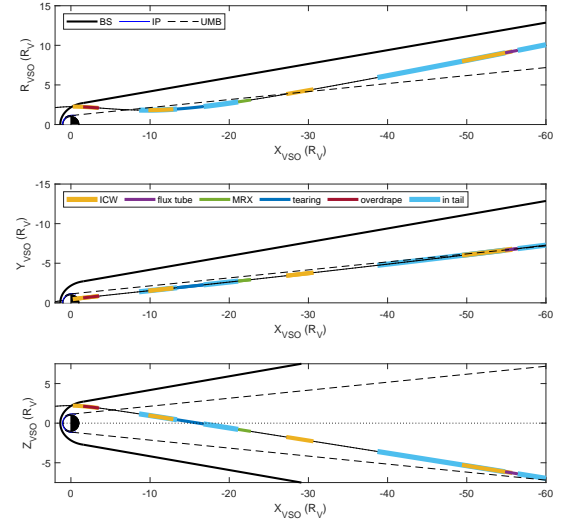 BS IP UMB
15
10
5
0
R_VSO (R_V)
0 -10 -20 -30 -40 -50 -60
X_VSO (R_V)
ICW flux tube MRX tearing overdrape in tail
-15
-10
-5
0
Y_VSO (R_V)
0 -10 -20 -30 -40 -50 -60
X_VSO (R_V)
5
0
-5
Z_VSO (R_V)
0 -10 -20 -30 -40 -50 -60
X_VSO (R_V)